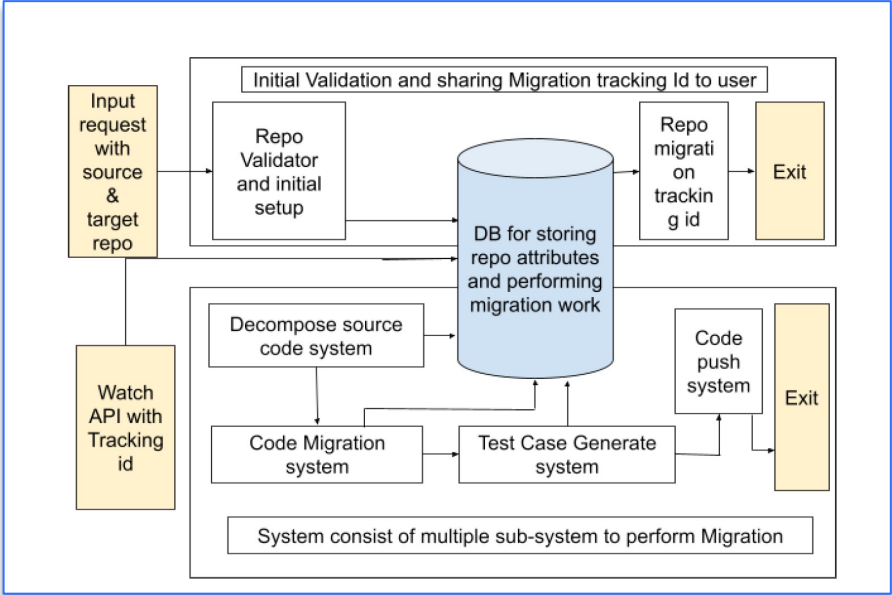 Initial Validation and sharing Migration tracking Id to user
Input
request
with
source
&
target
repo
Repo
Validator
and initial
setup
DB for storing
repo attributes
and performing
migration work
Repo
migrati
on
trackin
g id
Exit
Watch
API with
Tracking
id
Decompose source
code system
Code Migration
system
Test Case Generate
system
Code
push
system
Exit
System consist of multiple sub-system to perform Migration